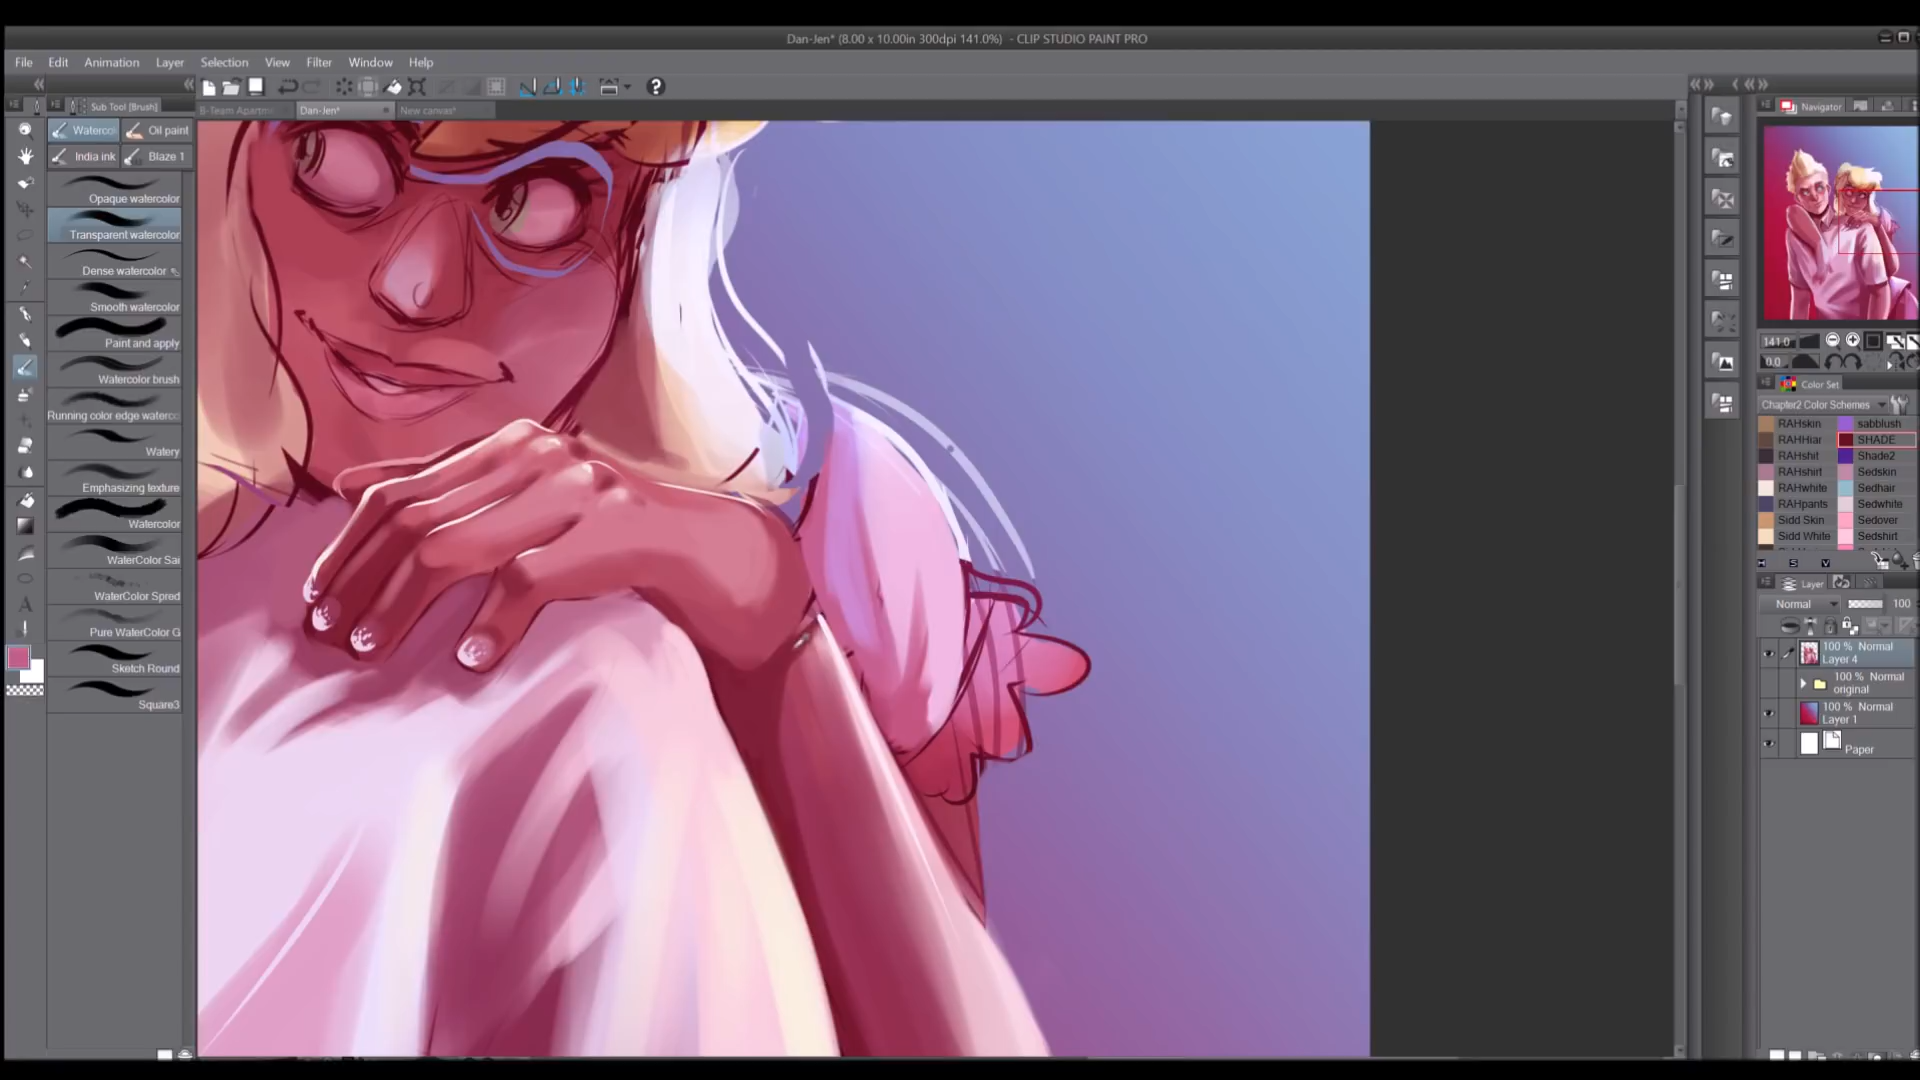 Dan-Jen* (8.00 x 10.00in 300dpi 141.0%) - CLIP STUDIO PAINT PRO
File Edit Animation Layer Selection View Filter Window Help
Sub Tool [Brush]
B-Team Apartm Dan-Jen* New canvas*
Navigator
Waterco Oil paint
India ink Blaze 1
Opaque watercolor
Transparent watercolor
Dense watercolor
Smooth watercolor
Paint and apply
Watercolor brush
Running color edge waterco
Watery
Emphasizing texture
Watercolor
WaterColor Sai
WaterColor Spred
Pure WaterColor G
Sketch Round
Square3
141.0
0.0
Color Set
Chapter2 Color Schemes
RAHskin sabblush
RAHHiar SHADE
RAHshit Shade2
RAHshirt Sedskin
RAHwhite Sedhair
RAHpants Sedwhite
Sidd Skin Sedover
Sidd White Sedshirt
H S V
Layer
Normal 100
100 % Normal
Layer 4
100 % Normal
original
100 % Normal
Layer 1
Paper